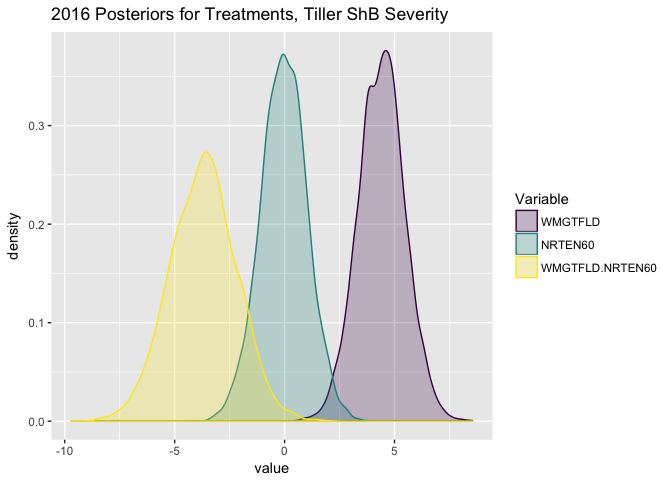 2016 Posteriors for Treatments, Tiller ShB Severity
density
0.3
0.2
0.1
0.0
-10
-5
0
5
value
Variable
WMGTFLD
NRTEN60
WMGTFLD.NRTEN60